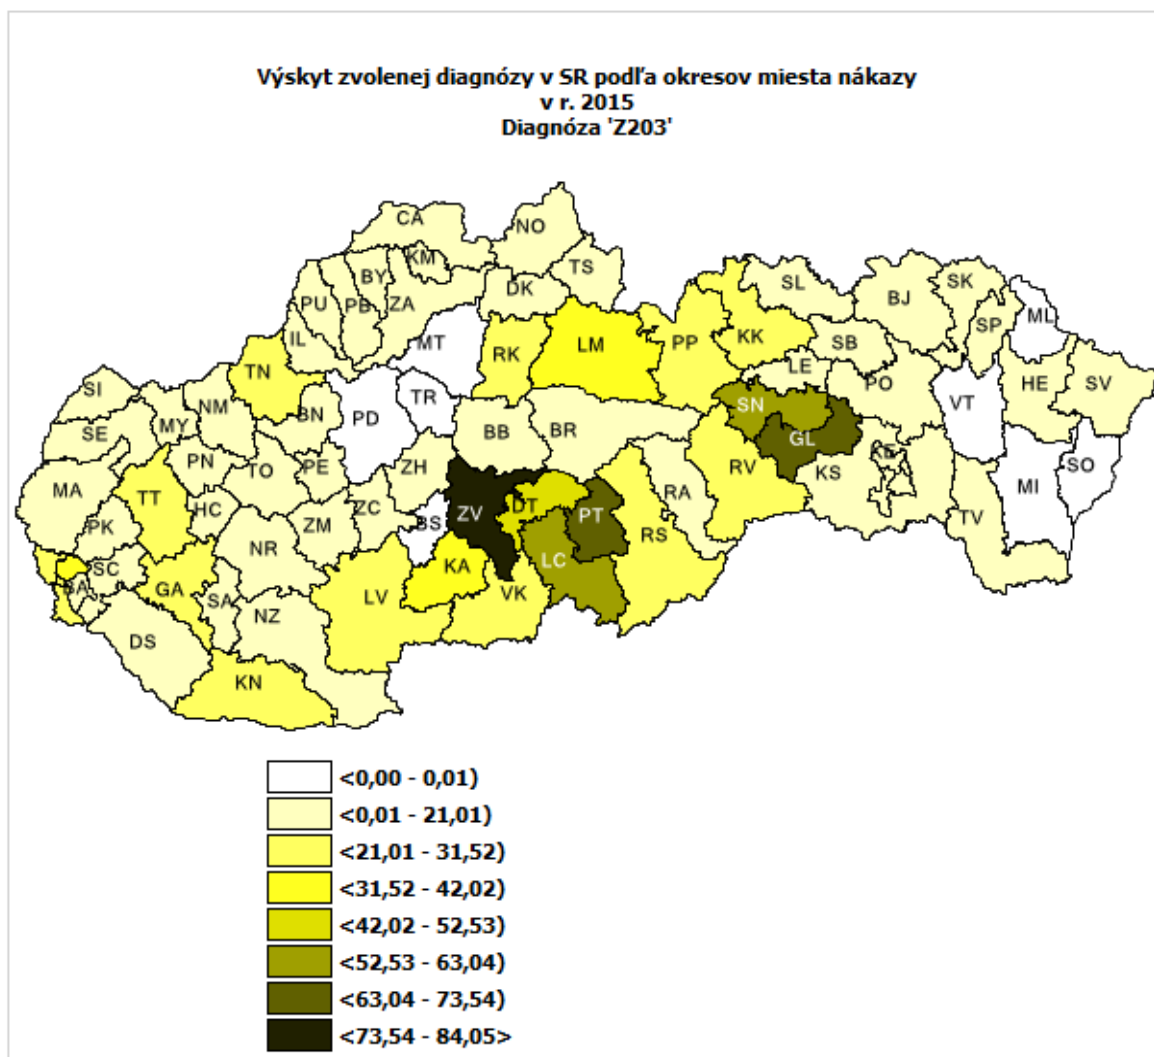 Výskyt zvolenej diagnózy v SR podľa okresov miesta nákazy
v r. 2015
Diagnóza 'Z203'
CA
NO
KM
TS
BY
DK
SL
SK
PU
PB
ZA
BJ
SP
ML
IL
MT
RK
LM
PP
KK
SB
TN
LE
PO
HE
SV
SI
NM
BN
PD
TR
SN
VT
SE
MY
BB
BR
GL
KE
SO
PN
TO
PE
ZH
RV
KS
MA
TT
HC
ZC
RA
MI
PK
ZM
BS
ZV
DT
PT
RS
TV
NR
SC
LC
BA
GA
SA
KA
LV
VK
NZ
DS
KN
<0,00 - 0,01)
<0,01 - 21,01)
<21,01 - 31,52)
<31,52 - 42,02)
<42,02 - 52,53)
<52,53 - 63,04)
<63,04 - 73,54)
<73,54 - 84,05>